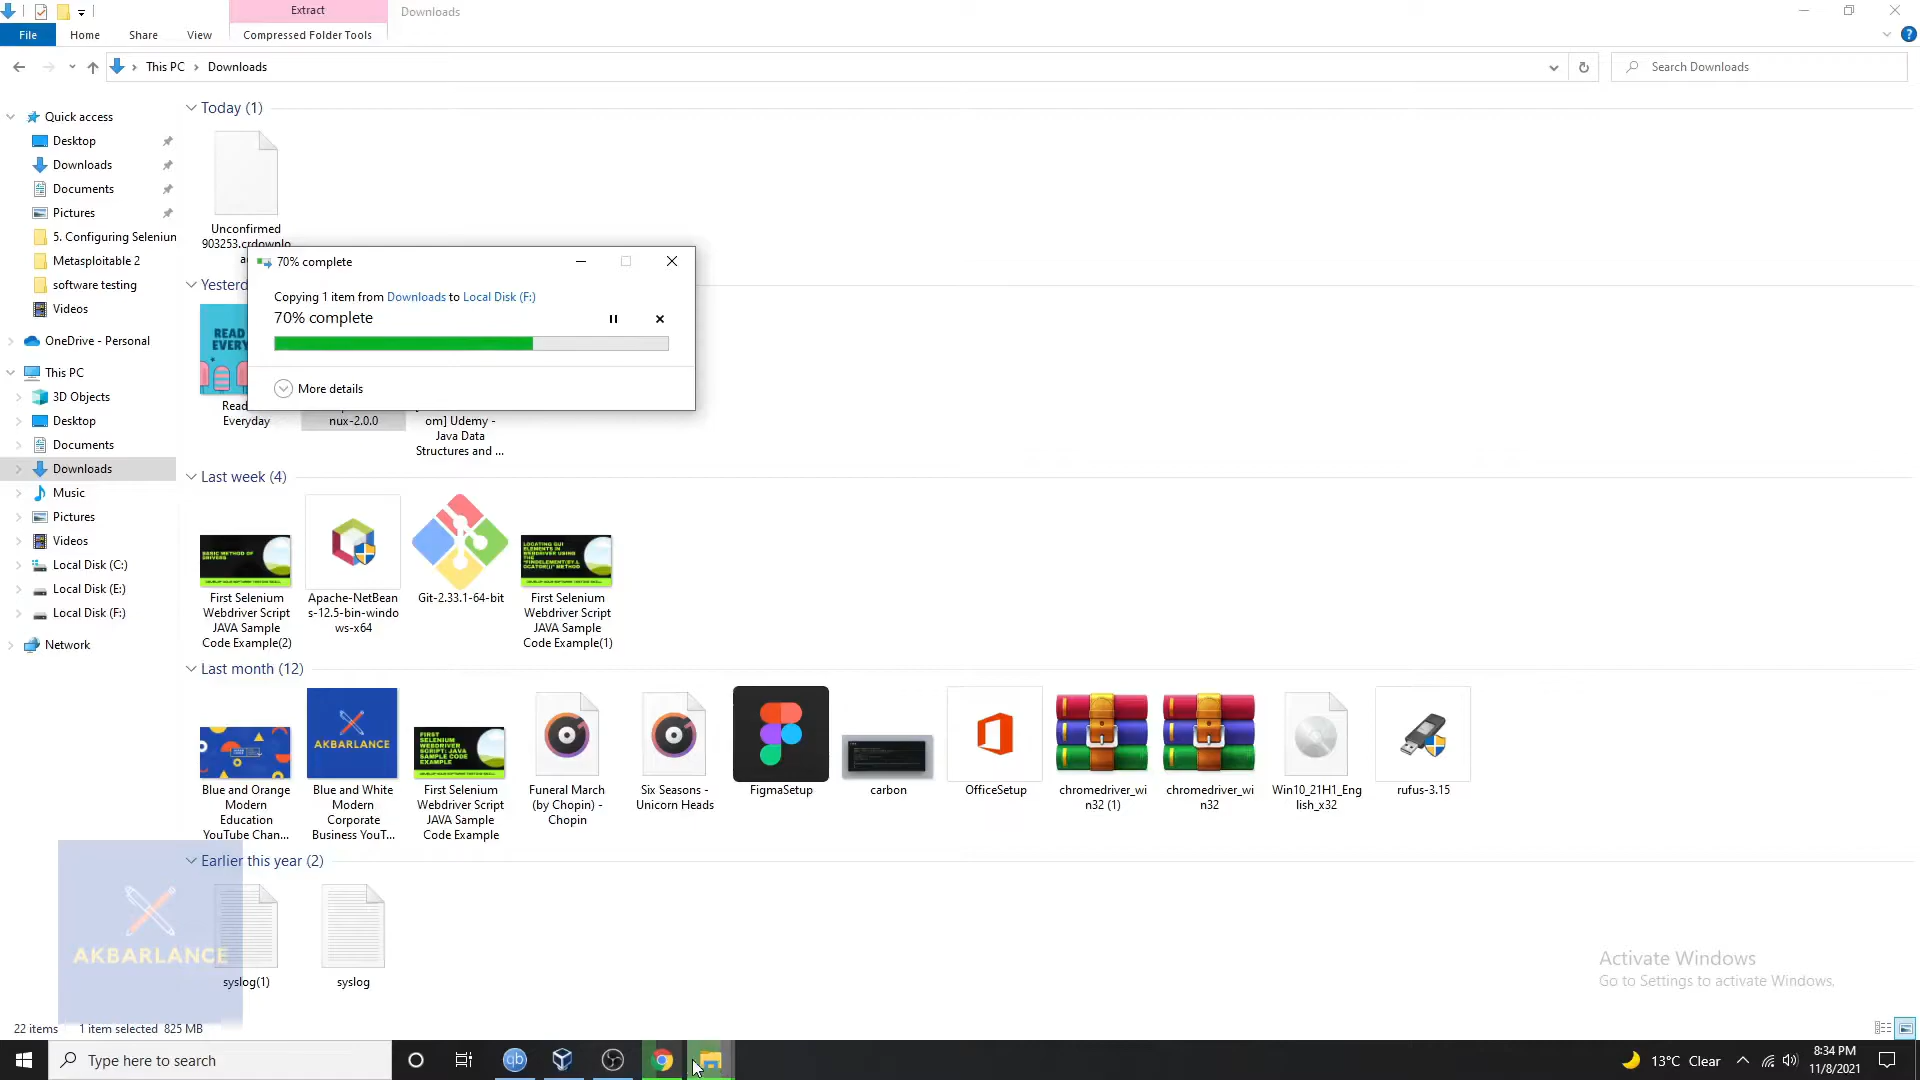 Extract
Downloads
File
Home
Share
View
Compressed Folder Tools
This PC
Downloads
Search Downloads
Quick access
Desktop
Downloads
Documents
Pictures
5. Configuring Selenium
Metasploitable 2
software testing
Videos
OneDrive - Personal
This PC
3D Objects
Desktop
Documents
Downloads
Music
Pictures
Videos
Local Disk (C:)
Local Disk (E:)
Local Disk (F:)
Network
Today (1)
Unconfirmed
903253.crdownlo
a
70% complete
Copying 1 item from Downloads to Local Disk (F:)
70% complete
More details
Yesterd
READ
EVERY
Read
Everyday
nux-2.0.0
om] Udemy -
Java Data
Structures and ...
Last week (4)
BASIC METHOD OF
DRIVERS
First Selenium
Webdriver Script
JAVA Sample
Code Example(2)
Apache-NetBean
s-12.5-bin-windo
ws-x64
Git-2.33.1-64-bit
LOCATING GUI
ELEMENTS IN
WEBDRIVER USING
THE
"FINDELEMENT(BY.L
OCATOR())" METHOD
First Selenium
Webdriver Script
JAVA Sample
Code Example(1)
Last month (12)
Blue and Orange
Modern
Education
YouTube Chan...
AKBARLANCE
Blue and White
Modern
Corporate
Business YouT...
FIRST
SELENIUM
WEBDRIVER
SCRIPT: JAVA
SAMPLE CODE
EXAMPLE
First Selenium
Webdriver Script
JAVA Sample
Code Example
Funeral March
(by Chopin) -
Chopin
Six Seasons -
Unicorn Heads
FigmaSetup
carbon
OfficeSetup
chromedriver_wi
n32 (1)
chromedriver_wi
n32
Win10_21H1_Eng
lish_x32
rufus-3.15
Earlier this year (2)
AKBARLANCE
syslog(1)
syslog
Activate Windows
Go to Settings to activate Windows.
22 items
1 item selected 825 MB
Type here to search
qb
13°C Clear
8:34 PM
11/8/2021